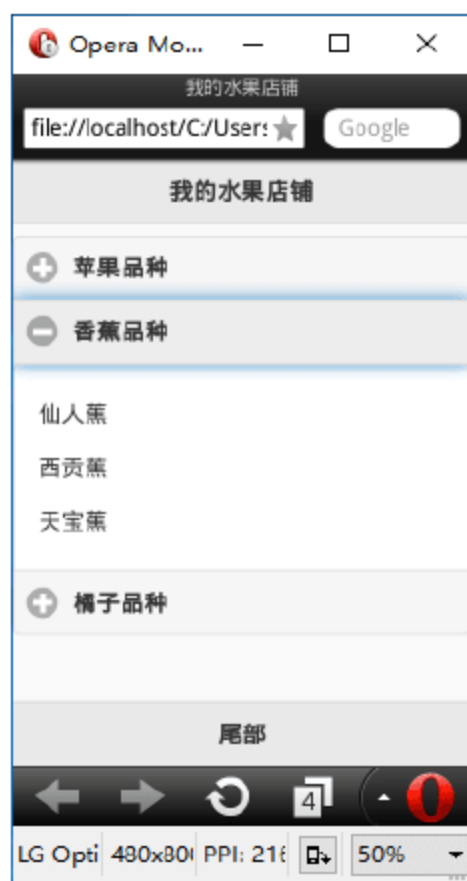 Opera Mo...
我的水果店铺
file://localhost/C:/Users
Google
我的水果店铺
苹果品种
香蕉品种
仙人蕉
西贡蕉
天宝蕉
橘子品种
尾部
4
LG Opti 480x80 PPI: 216 50%